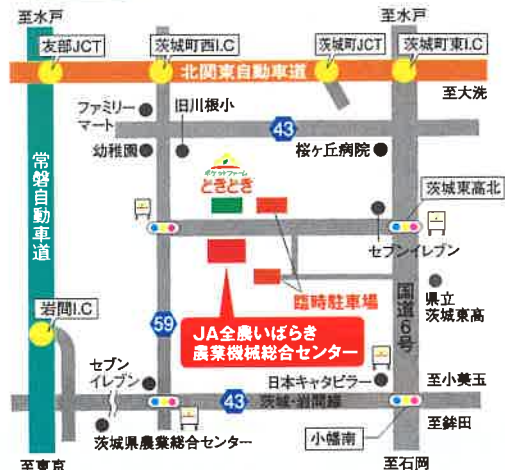 至水戸
至水戸
友部JCT
茨城町西I.C
茨城町JCT
茨城町東I.C
北関東自動車道
至大洗
ファミリー
マート
旧川根小
43
幼稚園
桜ヶ丘病院
常磐自動車道
ポケットファーム
どきどき
茨城東高北
セブンイレブン
臨時駐車場
県立
茨城東高
国道6号
岩間I.C
59
JA全農いばらき
農業機械総合センター
セブン
イレブン
日本キャタピラー
至小美玉
43
茨城・岩間線
至鉾田
茨城県農業総合センター
小幡南
至東京
至石岡